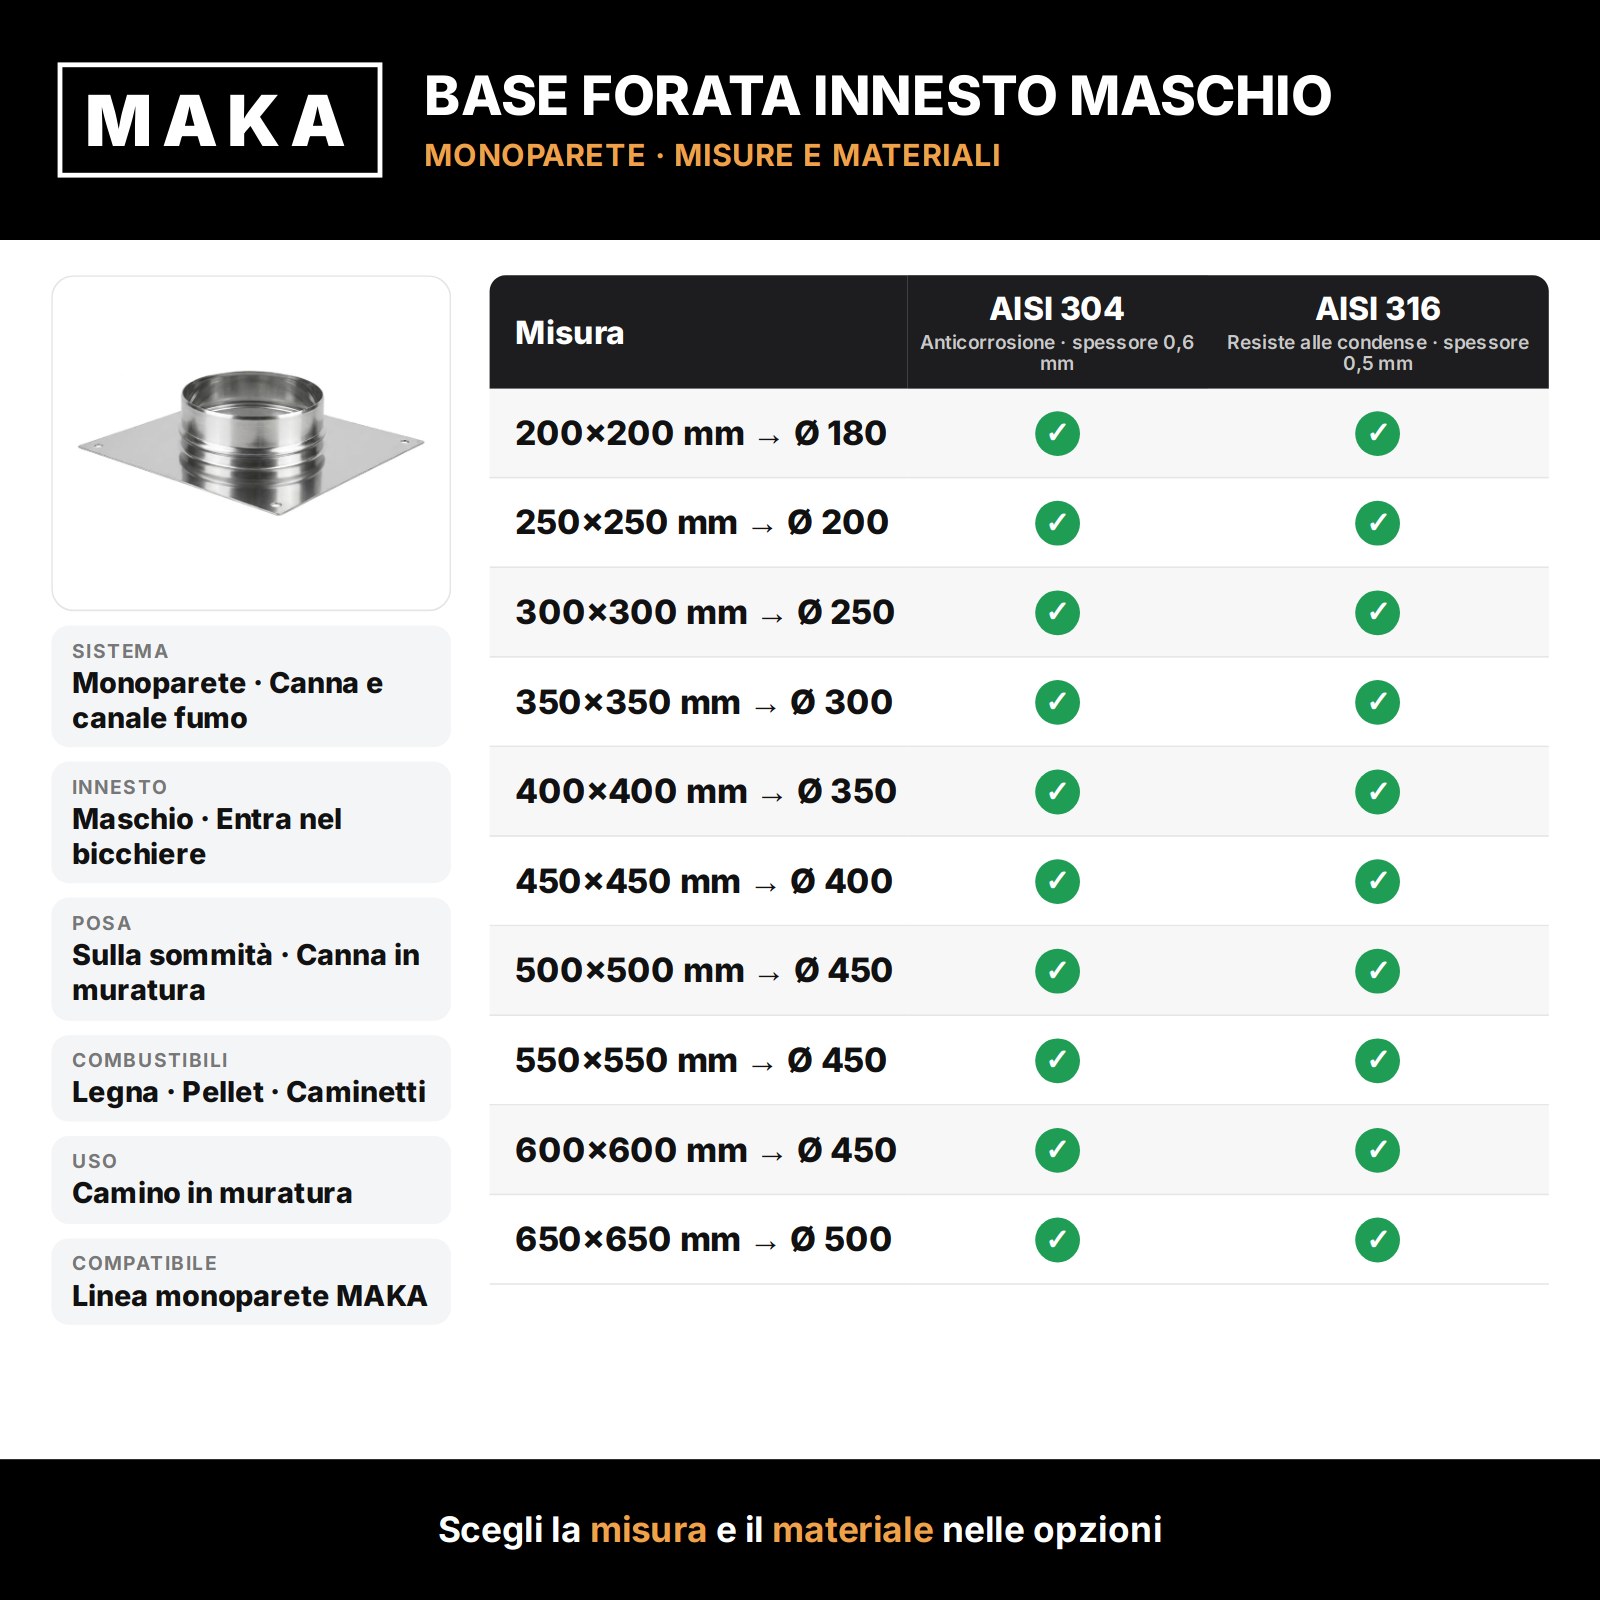 MAKA
BASE FORATA INNESTO MASCHIO
MONOPARETE · MISURE E MATERIALI
SISTEMA
Monoparete · Canna e
canale fumo
INNESTO
Maschio · Entra nel
bicchiere
POSA
Sulla sommità · Canna in
muratura
COMBUSTIBILI
Legna · Pellet · Caminetti
USO
Camino in muratura
COMPATIBILE
Linea monoparete MAKA
Misura
AISI 304
Anticorrosione · spessore 0,6
mm
AISI 316
Resiste alle condense · spessore
0,5 mm
200×200 mm → Ø 180 ✓ ✓
250×250 mm → Ø 200 ✓ ✓
300×300 mm → Ø 250 ✓ ✓
350×350 mm → Ø 300 ✓ ✓
400×400 mm → Ø 350 ✓ ✓
450×450 mm → Ø 400 ✓ ✓
500×500 mm → Ø 450 ✓ ✓
550×550 mm → Ø 450 ✓ ✓
600×600 mm → Ø 450 ✓ ✓
650×650 mm → Ø 500 ✓ ✓
Scegli la misura e il materiale nelle opzioni